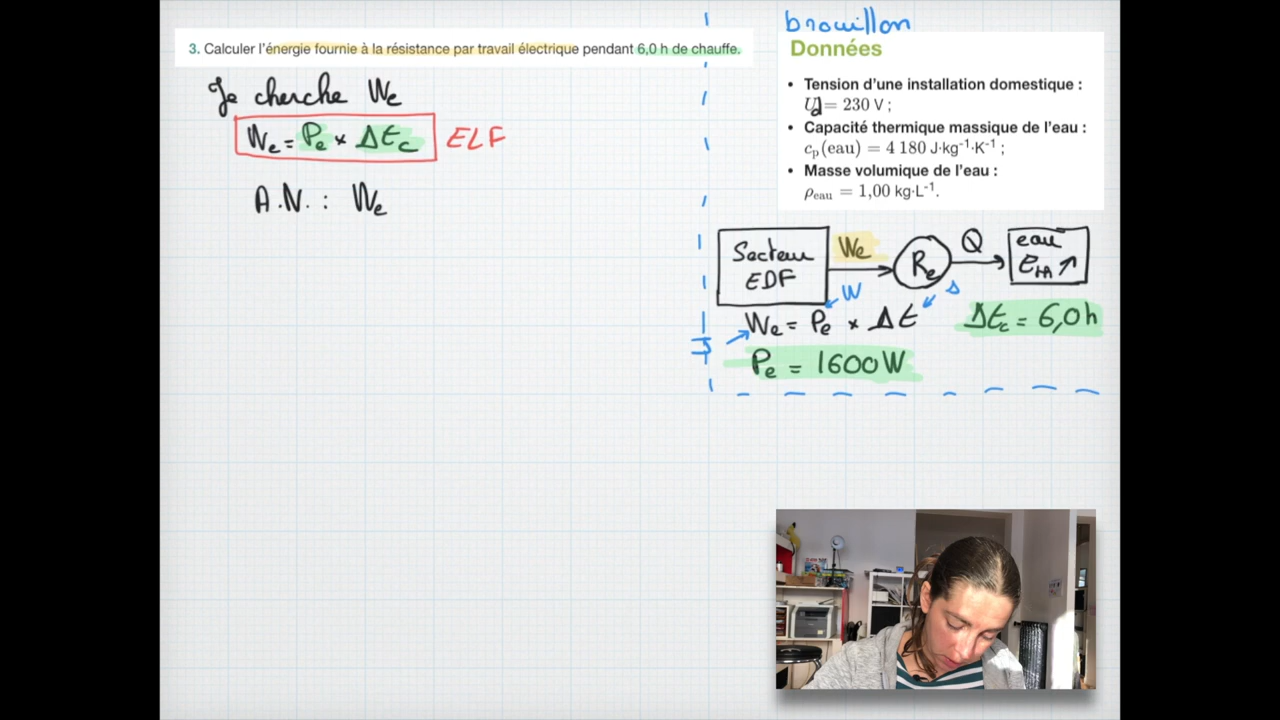 3. Calculer l'énergie fournie à la résistance par travail électrique pendant 6,0 h de chauffe.
Je cherche We
We = Pe × Δtc ELF
A.N. : We
brouillon
Données
• Tension d'une installation domestique :
Ud = 230 V ;
• Capacité thermique massique de l'eau :
cp(eau) = 4 180 J·kg⁻¹·K⁻¹ ;
• Masse volumique de l'eau :
ρeau = 1,00 kg·L⁻¹.
Secteur
EDF
We
Re
Q
eau
↗
W
s
We = Pe × Δt
Δtc = 6,0 h
J
Pe = 1600 W